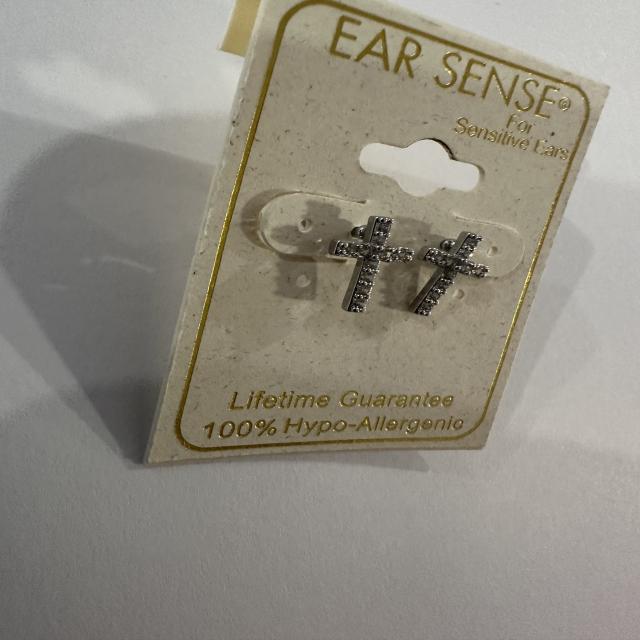 EAR SENSE®
For
Sensitive Ears
Lifetime Guarantee
100% Hypo-Allergenic